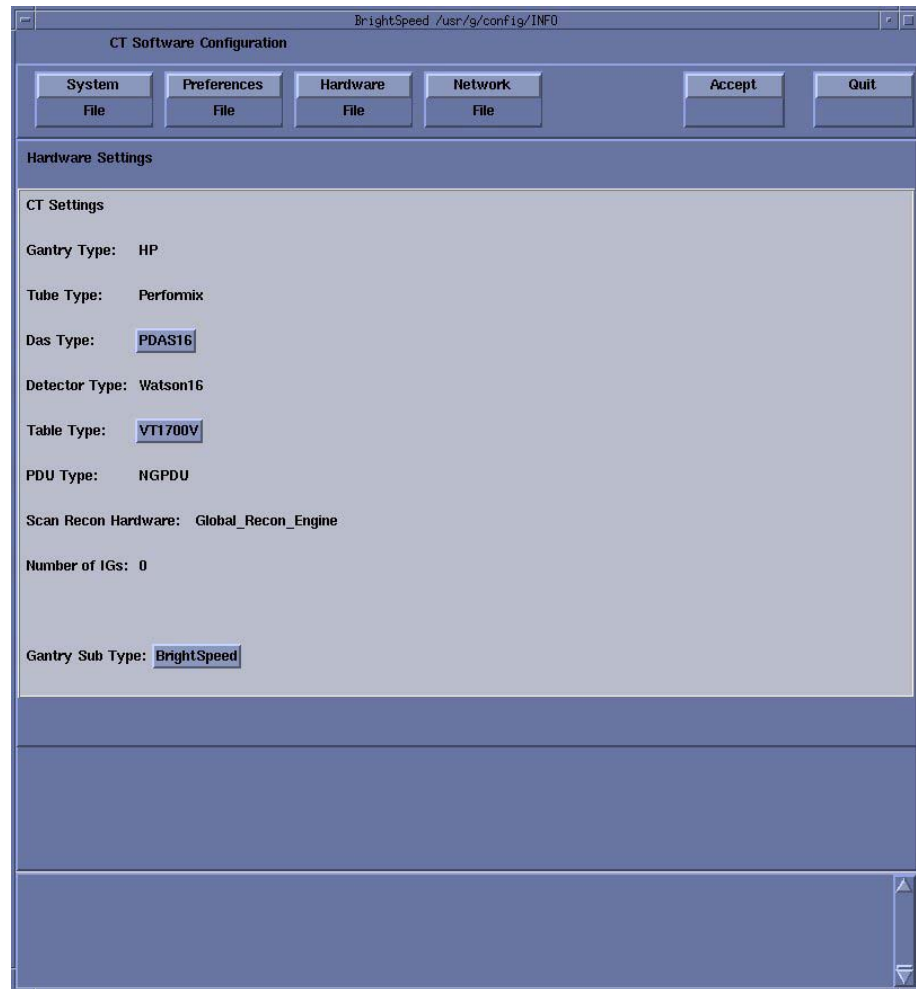 BrightSpeed /usr/g/config/INFO
CT Software Configuration
System Preferences Hardware Network Accept Quit
File File File File
Hardware Settings
CT Settings
Gantry Type: HP
Tube Type: Performix
Das Type: PDAS16
Detector Type: Watson16
Table Type: VT1700V
PDU Type: NGPDU
Scan Recon Hardware: Global_Recon_Engine
Number of IGs: 0
Gantry Sub Type: BrightSpeed